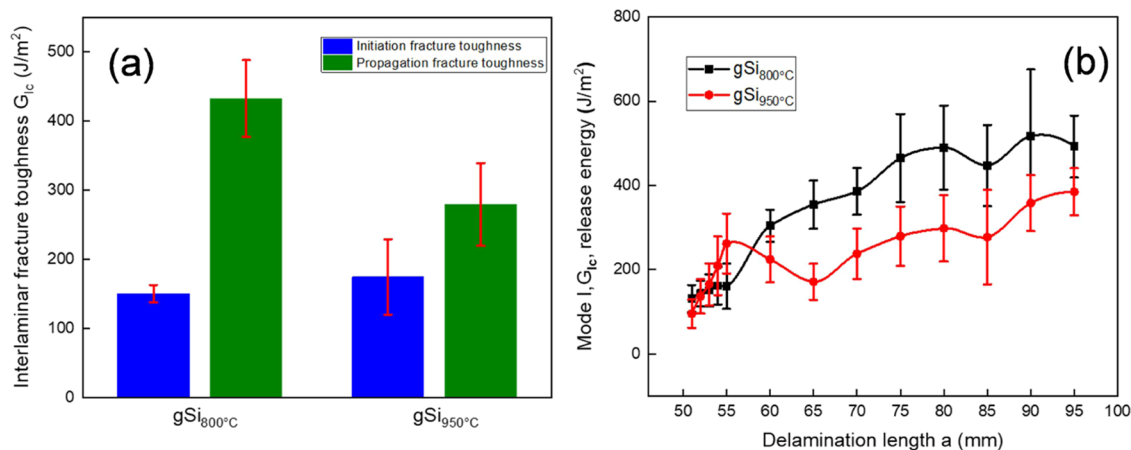 (a)
Initiation fracture toughness
Propagation fracture toughness
Interlaminar fracture toughness G_Ic (J/m²)
500
400
300
200
100
0
gSi800°C
gSi950°C
(b)
gSi800°C
gSi950°C
Mode I,GIc, release energy (J/m²)
800
600
400
200
0
50 55 60 65 70 75 80 85 90 95 100
Delamination length a (mm)